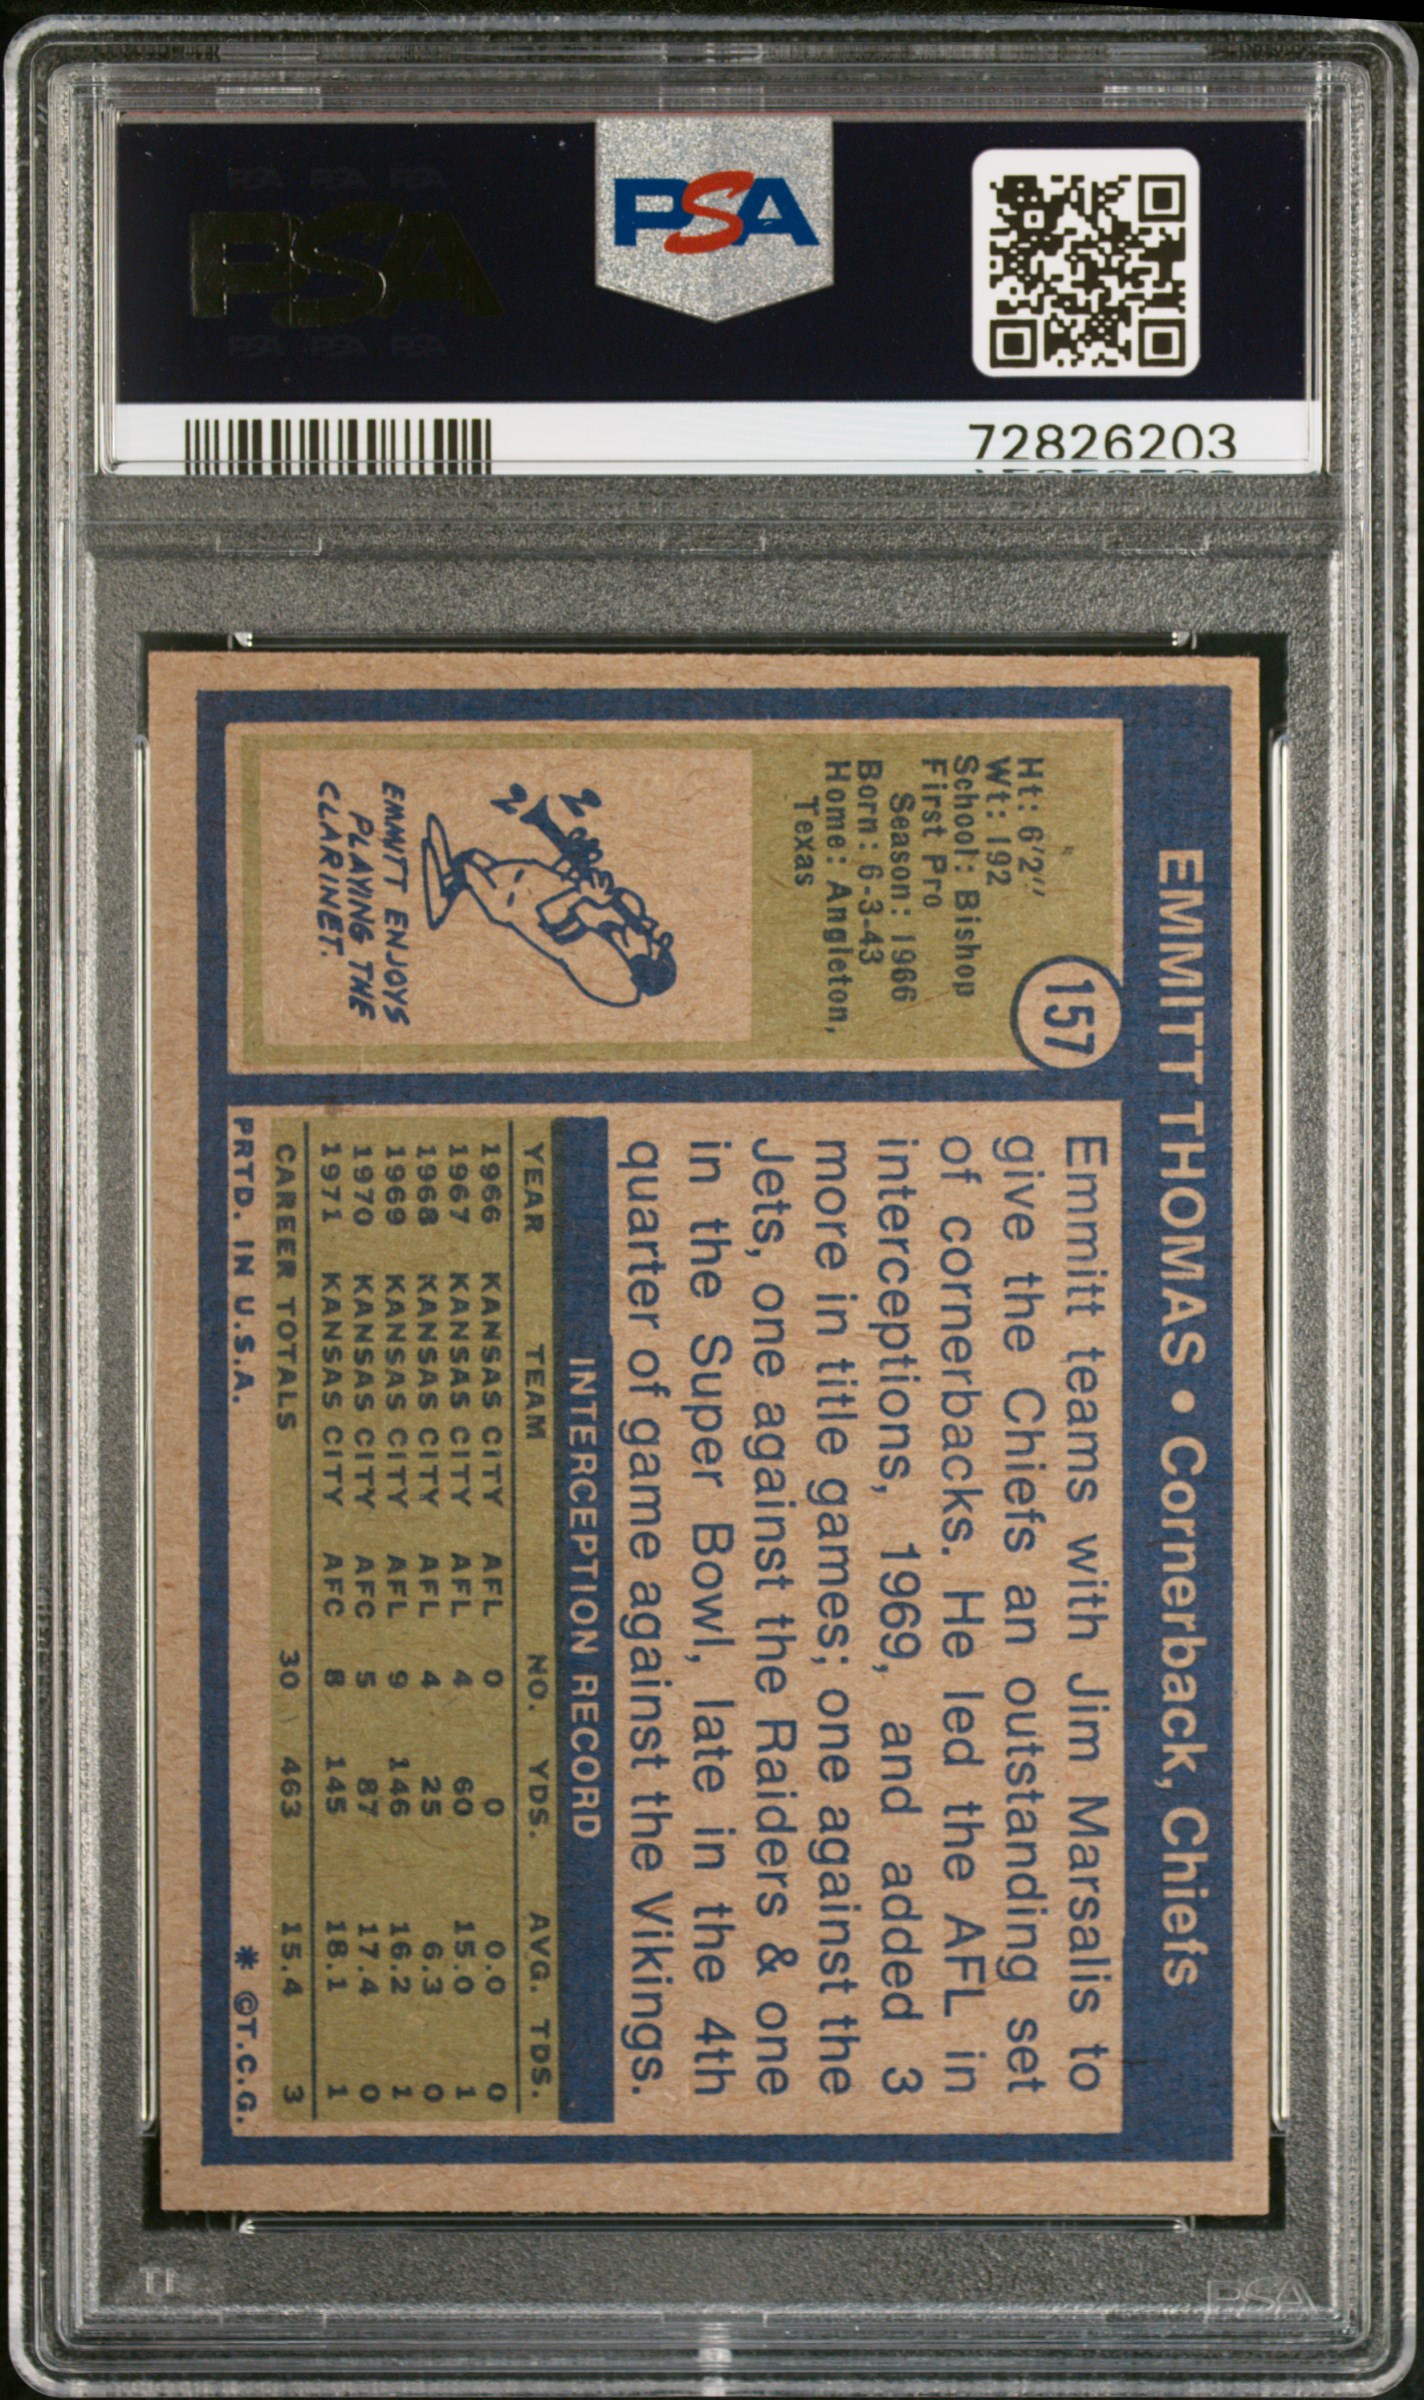 PSA PSA PSA
PSA
PSA PSA PSA
PSA
72826203
EMMITT THOMAS • Cornerback, Chiefs
157
Ht: 6'2"
Wt: 192
School: Bishop
First Pro
Season: 1966
Born: 6-3-43
Home: Angleton,
Texas
EMMITT ENJOYS
PLAYING THE
CLARINET.
Emmitt teams with Jim Marsalis to
give the Chiefs an outstanding set
of cornerbacks. He led the AFL in
interceptions, 1969, and added 3
more in title games; one against the
Jets, one against the Raiders & one
in the Super Bowl, late in the 4th
quarter of game against the Vikings.
INTERCEPTION RECORD
YEAR TEAM NO. YDS. AVG. TDS.
1966 KANSAS CITY AFL 0 0 0.0 0
1967 KANSAS CITY AFL 4 60 15.0 1
1968 KANSAS CITY AFL 4 25 6.3 0
1969 KANSAS CITY AFL 9 146 16.2 1
1970 KANSAS CITY AFC 5 87 17.4 0
1971 KANSAS CITY AFC 8 145 18.1 1
CAREER TOTALS 30 463 15.4 3
PRTD. IN U.S.A. * ©T.C.G.
PSA